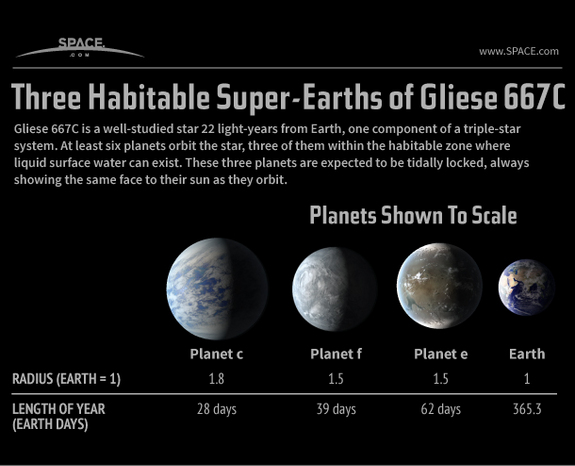 SPACE.
.COM
www.SPACE.com
Three Habitable Super-Earths of Gliese 667C
Gliese 667C is a well-studied star 22 light-years from Earth, one component of a triple-star
system. At least six planets orbit the star, three of them within the habitable zone where
liquid surface water can exist. These three planets are expected to be tidally locked, always
showing the same face to their sun as they orbit.
Planets Shown To Scale
Planet c Planet f Planet e Earth
RADIUS (EARTH = 1) 1.8 1.5 1.5 1
LENGTH OF YEAR 28 days 39 days 62 days 365.3
(EARTH DAYS)